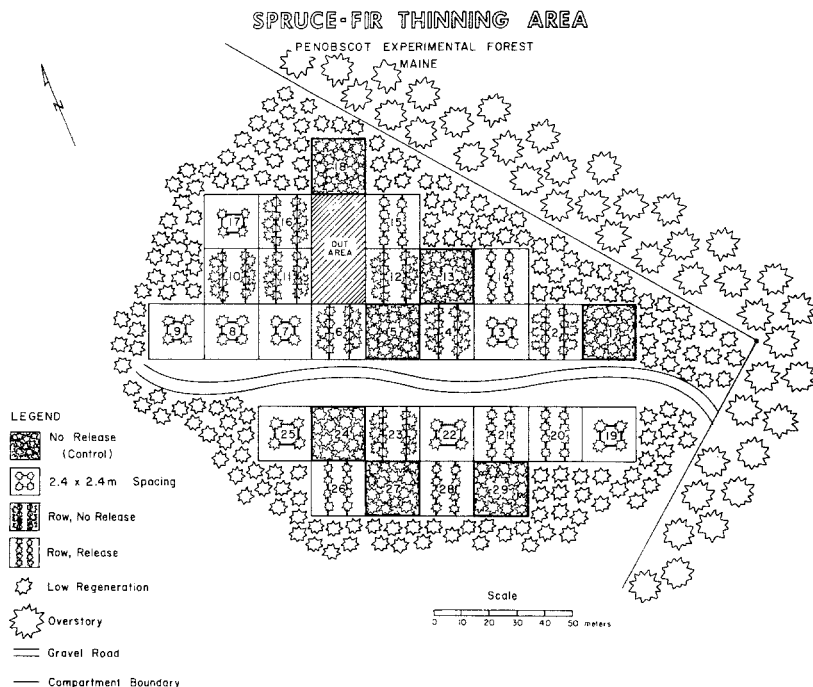 SPRUCE-FIR THINNING AREA
PENOBSCOT EXPERIMENTAL FOREST
MAINE
N
18
17
16
15
OUT
AREA
10
11
12
13
14
9
8
7
6
5
4
3
2
1
25
24
23
22
21
20
19
26
28
29
LEGEND
No Release
(Control)
2.4 x 2.4m Spacing
Row, No Release
Row, Release
Low Regeneration
Overstory
Gravel Road
Compartment Boundary
Scale
0 10 20 30 40 50 meters